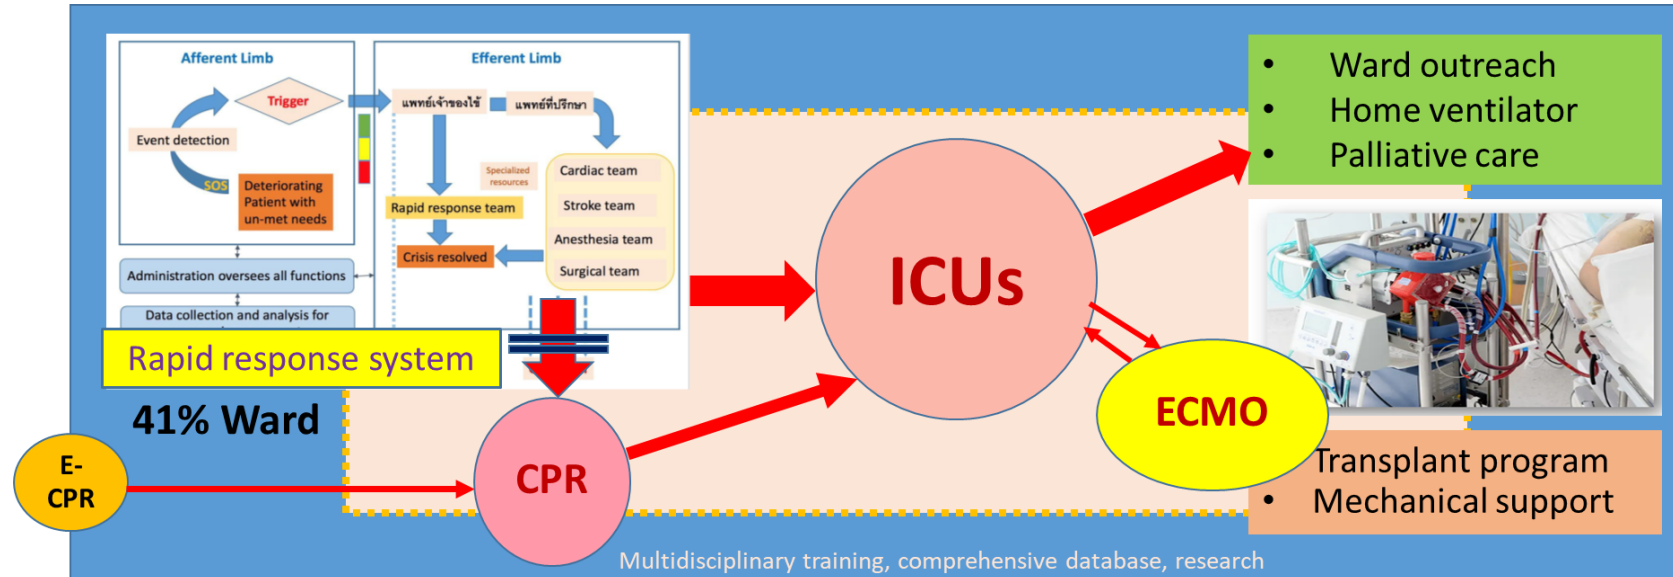 Afferent Limb
Trigger
Event detection
SOS
Deteriorating
Patient with
un-met needs
Efferent Limb
แพทย์เจ้าของไข้
แพทย์ที่ปรึกษา
Specialized
resources
Rapid response team
Crisis resolved
Cardiac team
Stroke team
Anesthesia team
Surgical team
Administration oversees all functions
Data collection and analysis for
Rapid response system
41% Ward
E-
CPR
CPR
ICUs
ECMO
• Ward outreach
• Home ventilator
• Palliative care
Transplant program
• Mechanical support
Multidisciplinary training, comprehensive database, research